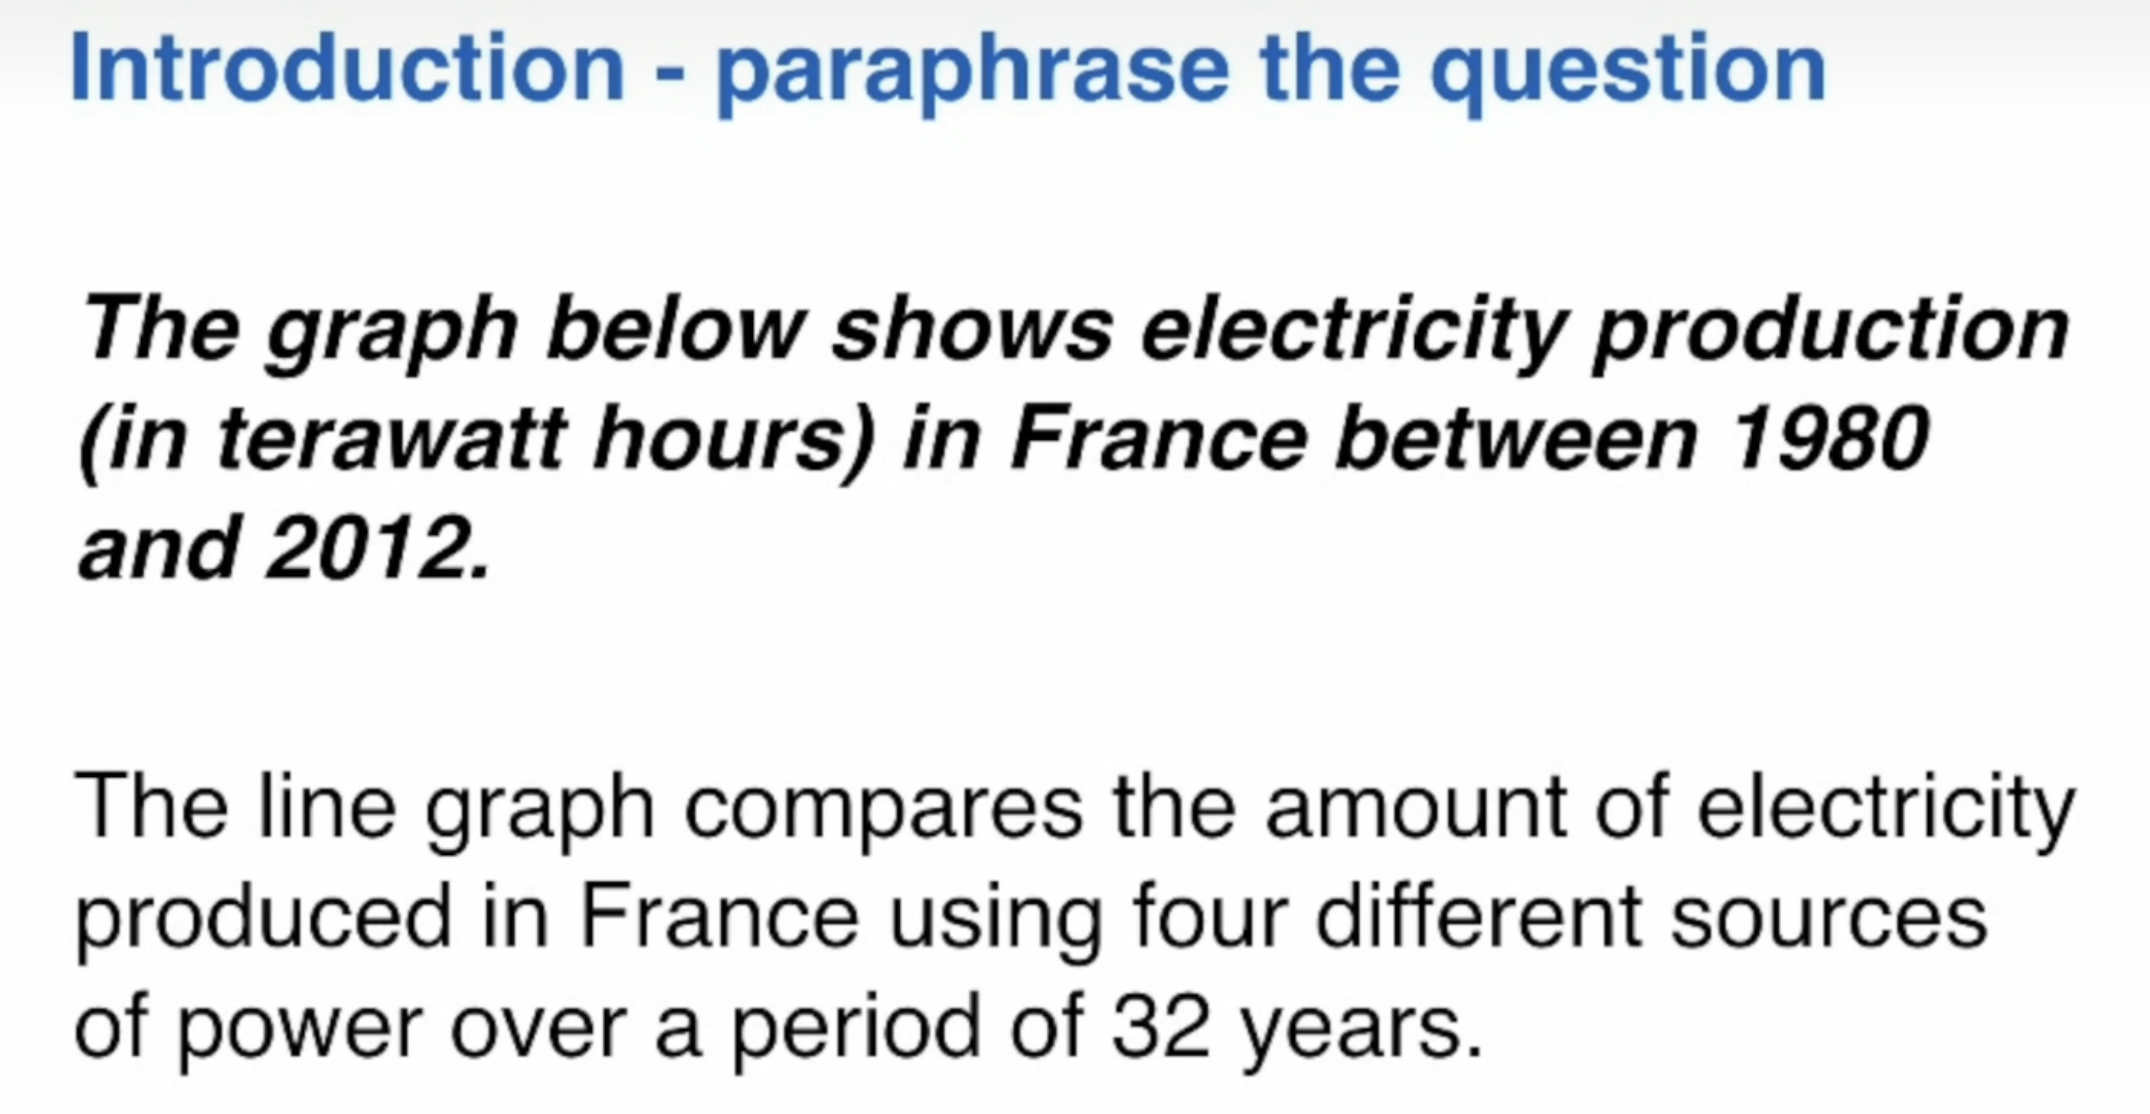 Introduction - paraphrase the question
The graph below shows electricity production
(in terawatt hours) in France between 1980
and 2012.
The line graph compares the amount of electricity
produced in France using four different sources
of power over a period of 32 years.